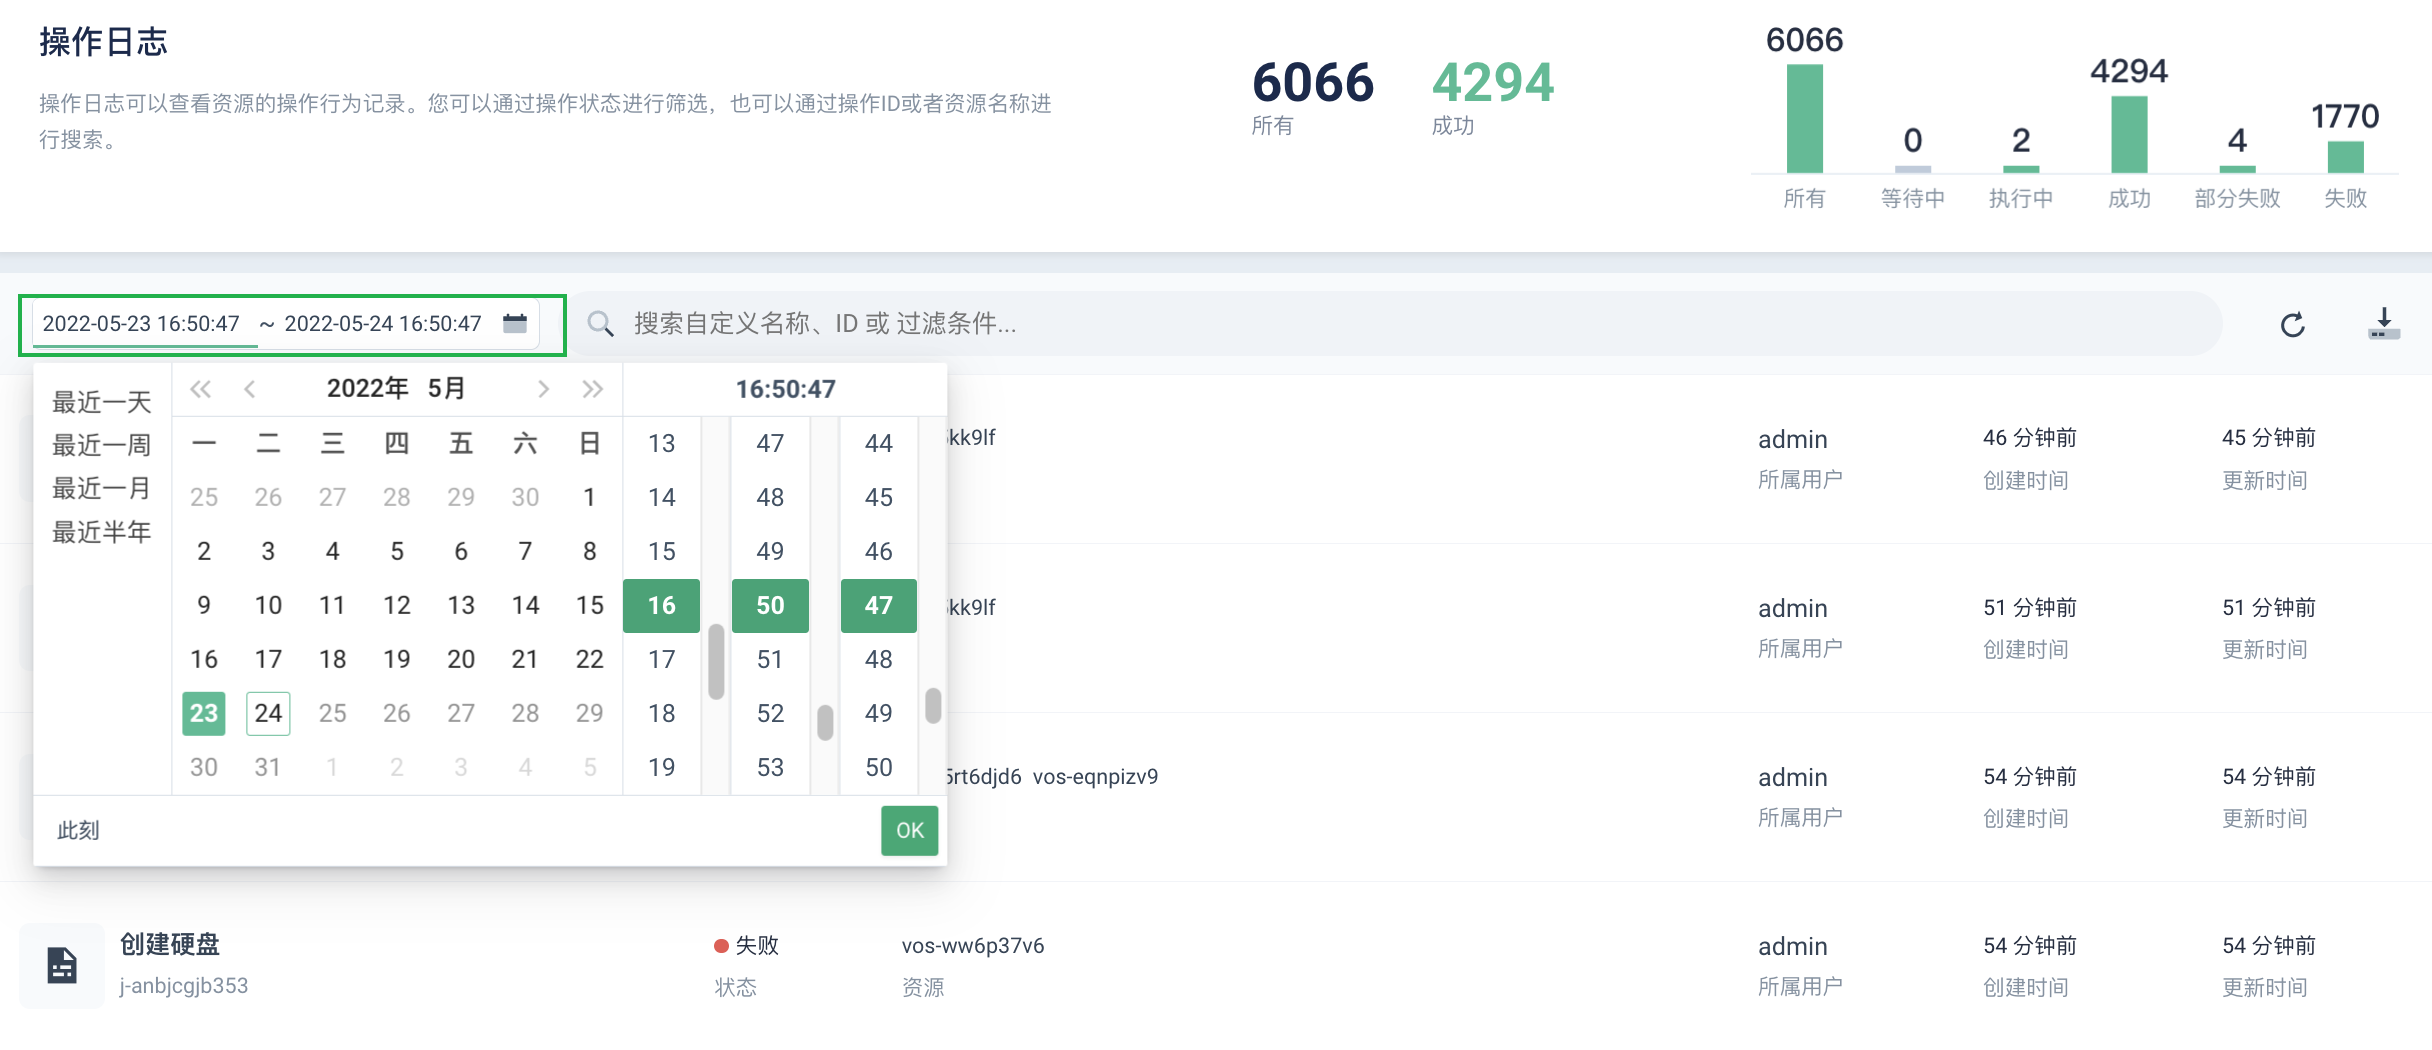 操作日志
操作日志可以查看资源的操作行为记录。您可以通过操作状态进行筛选，也可以通过操作ID或者资源名称进
行搜索。
6066
所有
4294
成功
6066 0 2 4294 4 1770
所有 等待中 执行中 成功 部分失败 失败
2022-05-23 16:50:47 ~ 2022-05-24 16:50:47
搜索自定义名称、ID 或 过滤条件...
最近一天
最近一周
最近一月
最近半年
2022年 5月
一 二 三 四 五 六 日
25 26 27 28 29 30 1
2 3 4 5 6 7 8
9 10 11 12 13 14 15
16 17 18 19 20 21 22
23 24 25 26 27 28 29
30 31 1 2 3 4 5
16:50:47
13 47 44
14 48 45
15 49 46
16 50 47
17 51 48
18 52 49
19 53 50
此刻
OK
kk9lf admin 46 分钟前 45 分钟前
所属用户 创建时间 更新时间
kk9lf admin 51 分钟前 51 分钟前
所属用户 创建时间 更新时间
5rt6djd6 vos-eqnpizv9 admin 54 分钟前 54 分钟前
所属用户 创建时间 更新时间
创建硬盘 失败 vos-ww6p37v6 admin 54 分钟前 54 分钟前
j-anbjcgjb353 状态 资源 所属用户 创建时间 更新时间